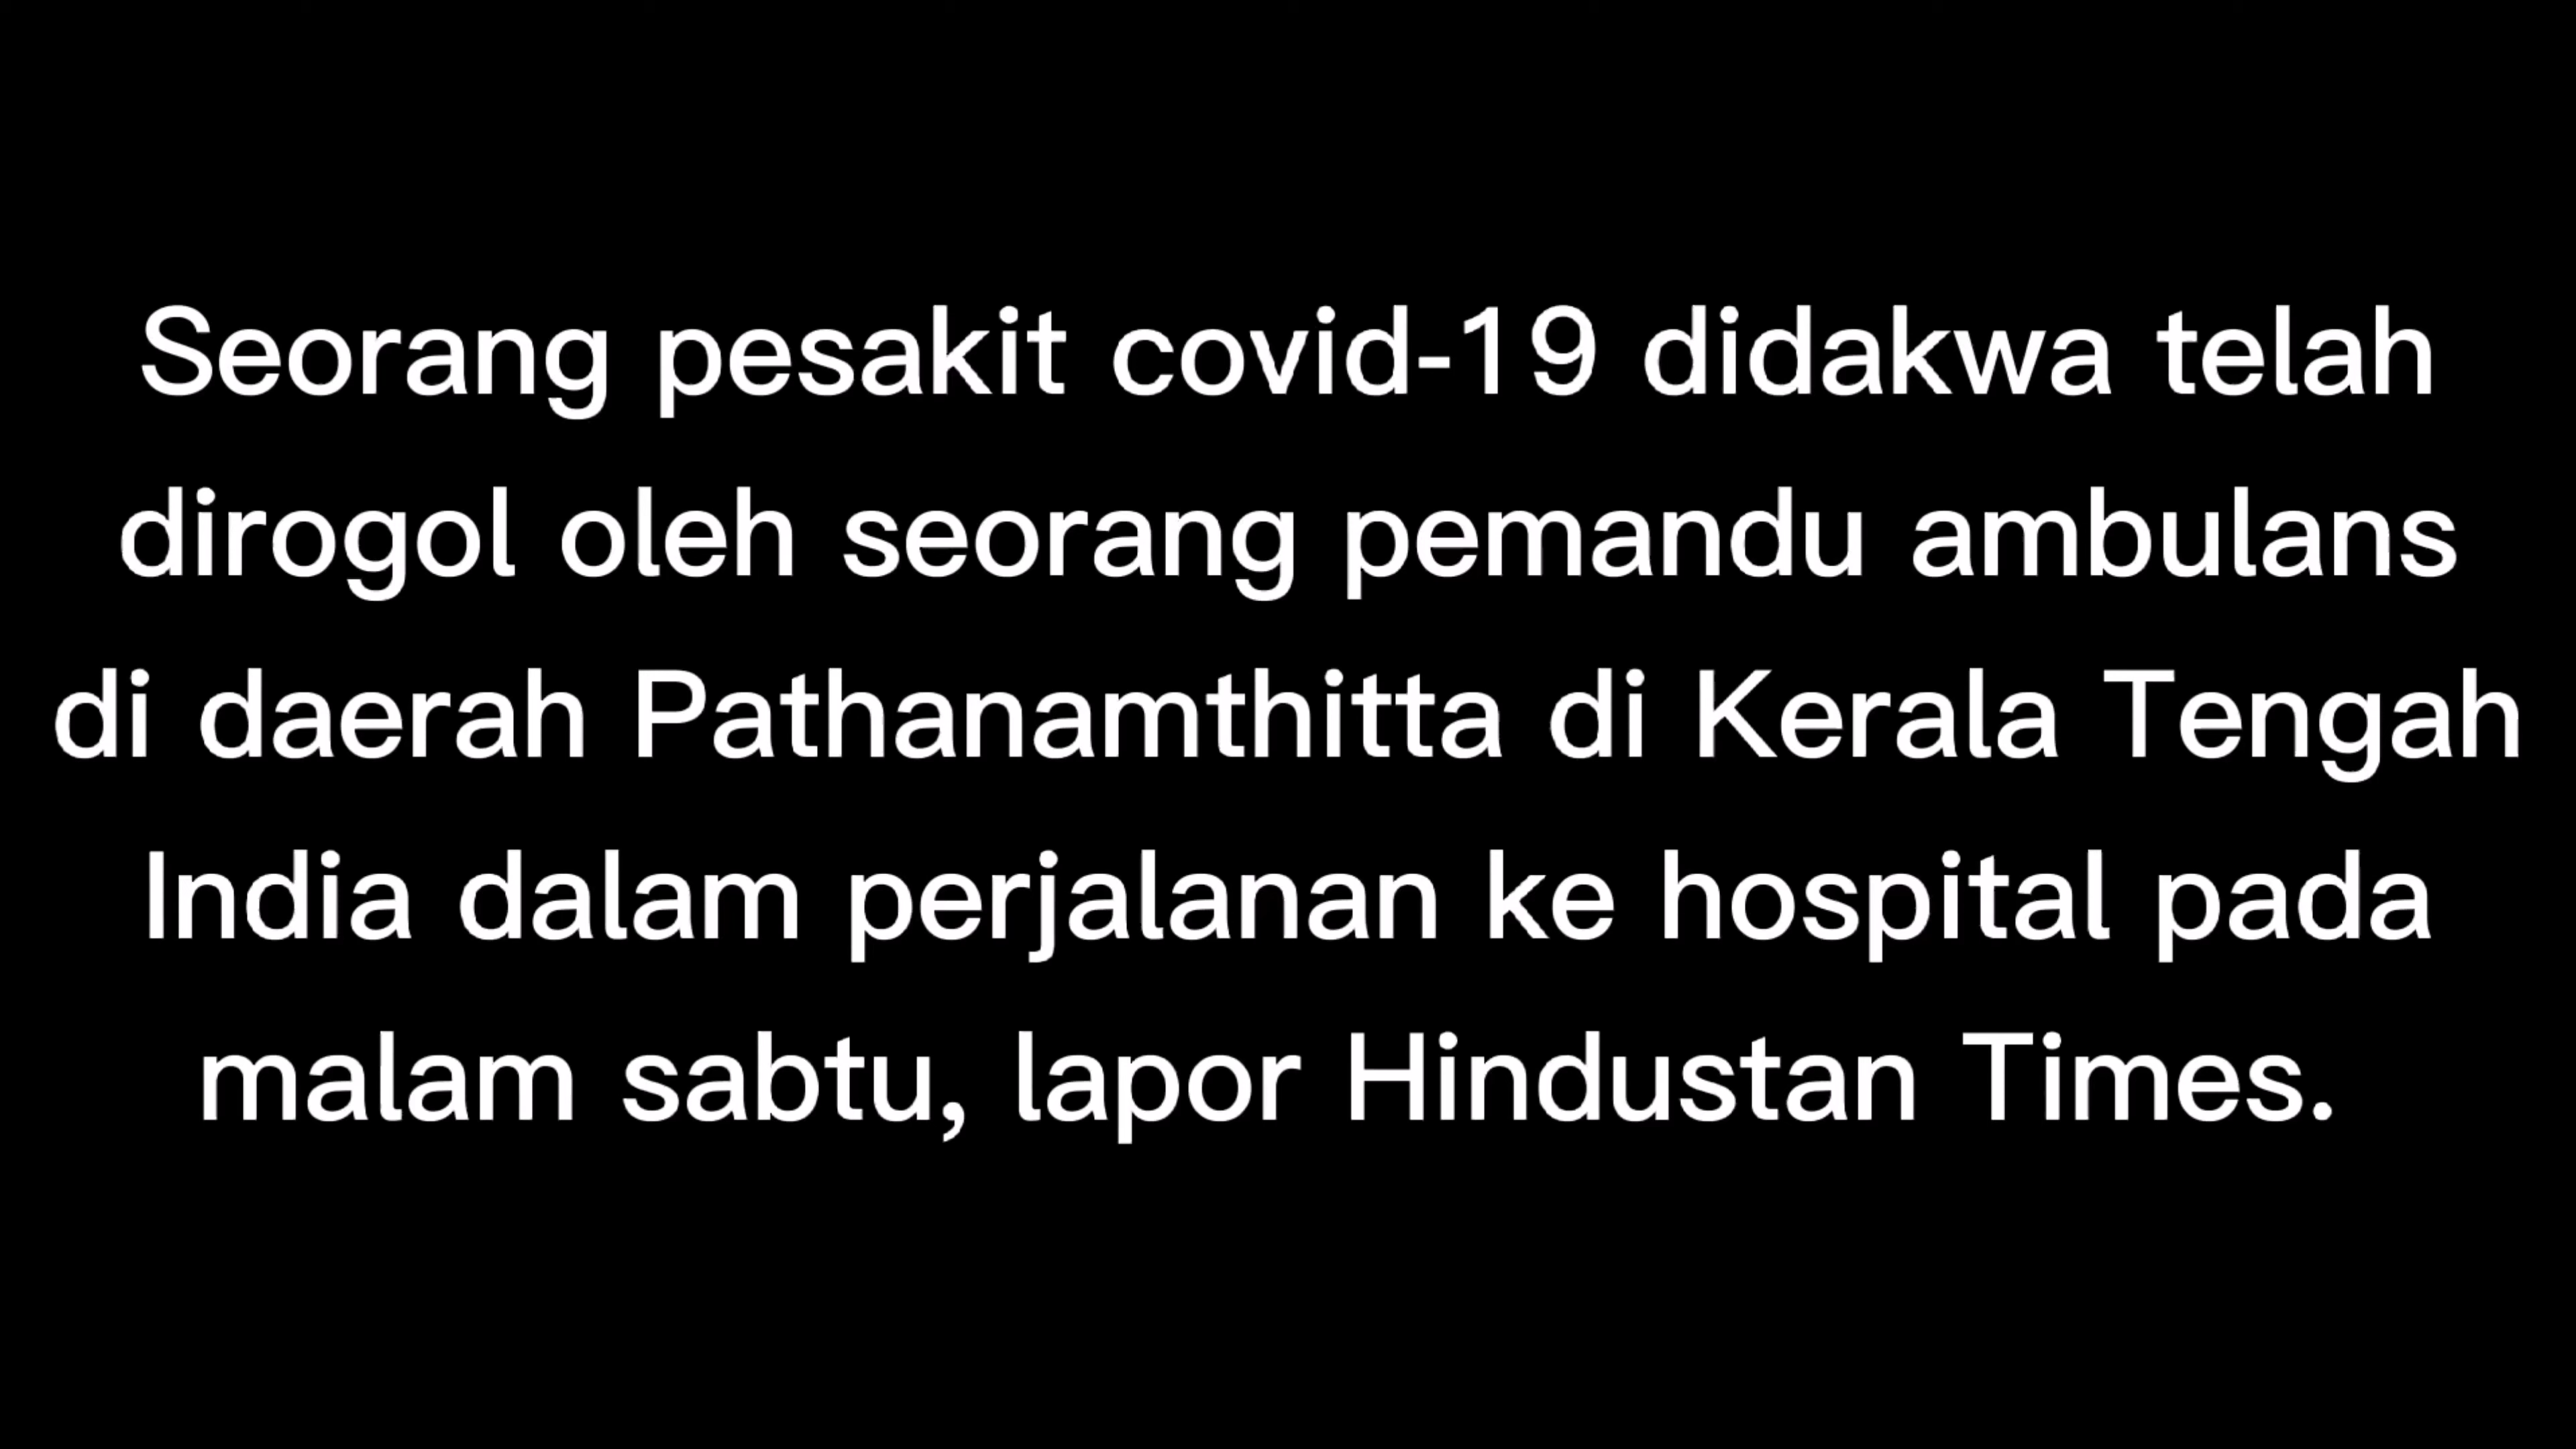 Seorang pesakit covid-19 didakwa telah
dirogol oleh seorang pemandu ambulans
di daerah Pathanamthitta di Kerala Tengah
India dalam perjalanan ke hospital pada
malam sabtu, lapor Hindustan Times.